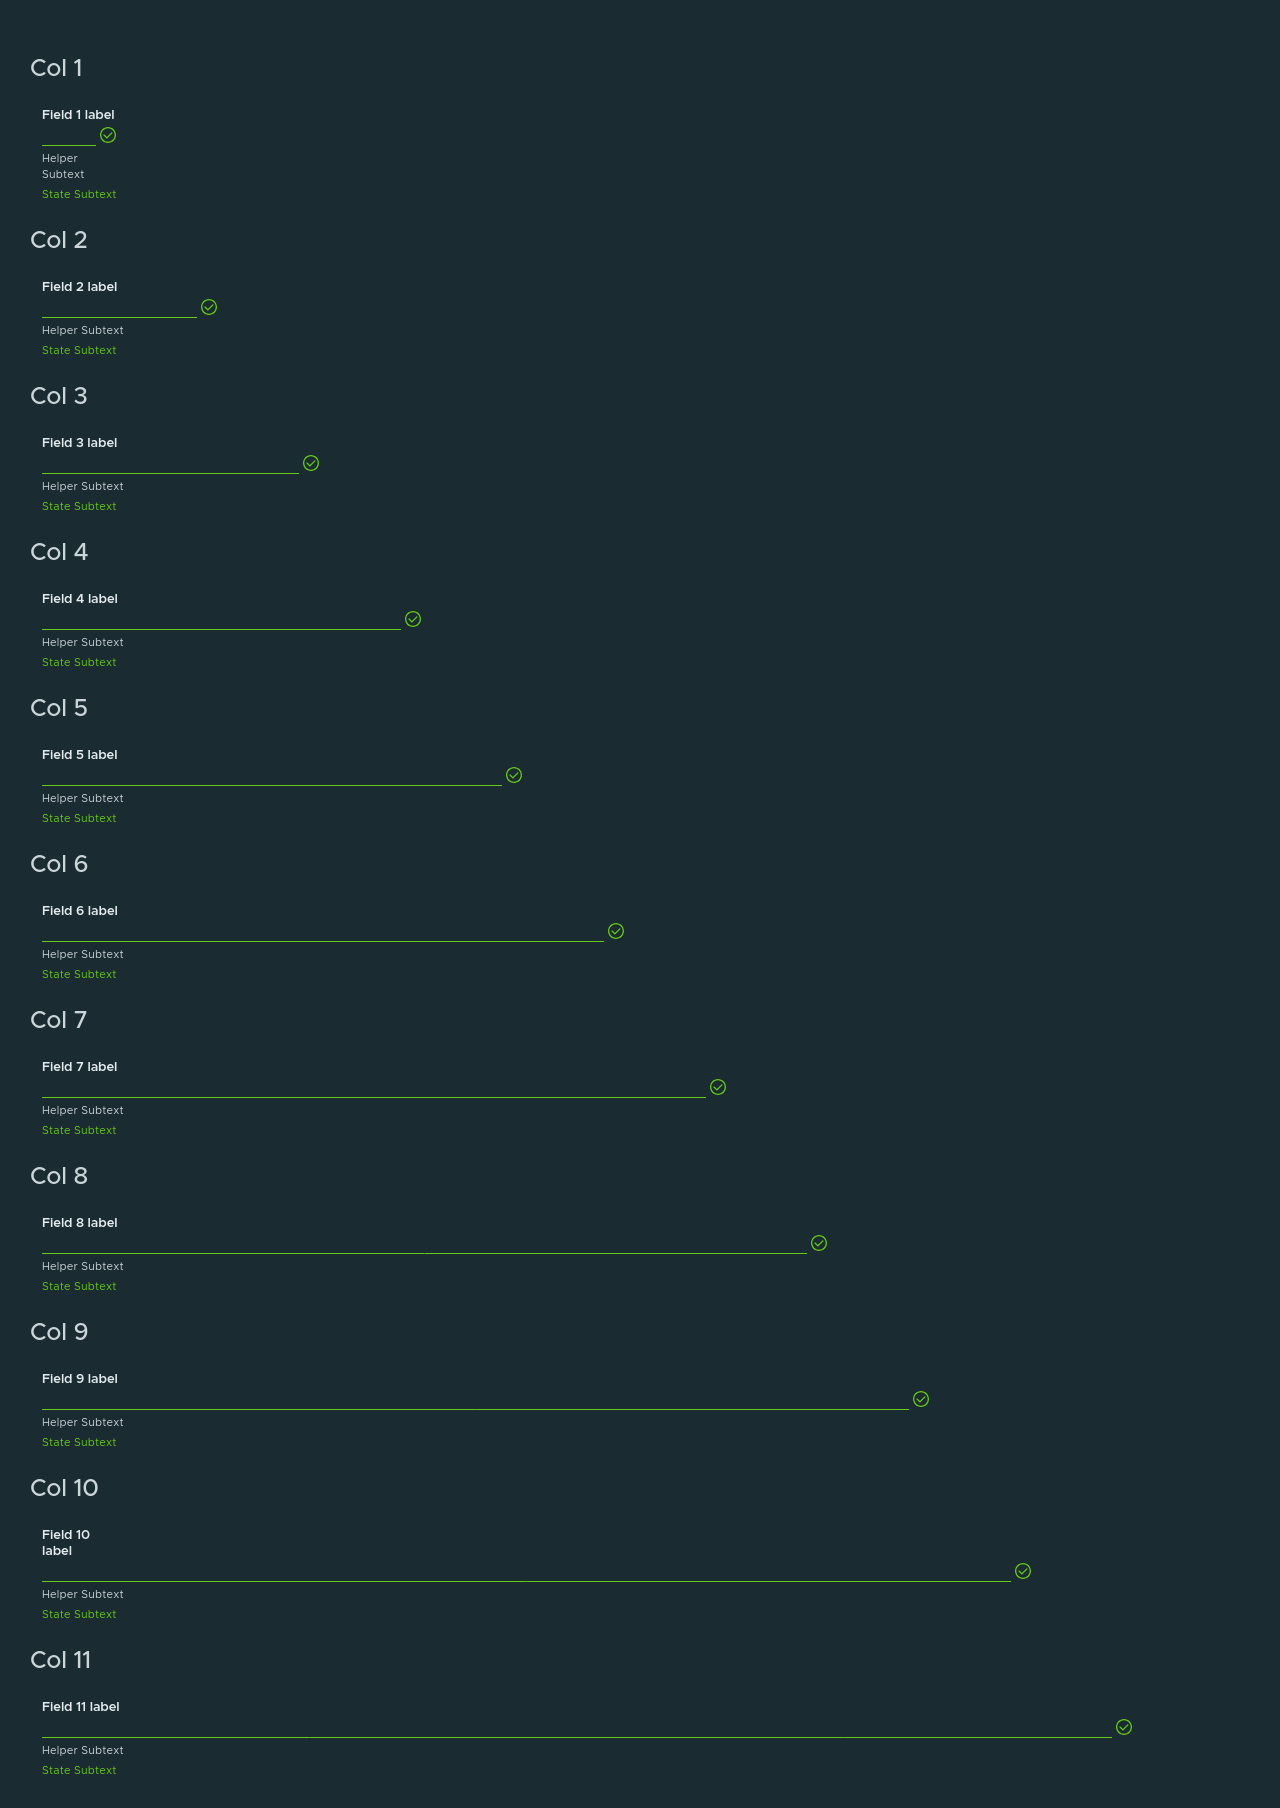 Col 1
Field 1 label
Helper
Subtext
State Subtext
Col 2
Field 2 label
Helper Subtext
State Subtext
Col 3
Field 3 label
Helper Subtext
State Subtext
Col 4
Field 4 label
Helper Subtext
State Subtext
Col 5
Field 5 label
Helper Subtext
State Subtext
Col 6
Field 6 label
Helper Subtext
State Subtext
Col 7
Field 7 label
Helper Subtext
State Subtext
Col 8
Field 8 label
Helper Subtext
State Subtext
Col 9
Field 9 label
Helper Subtext
State Subtext
Col 10
Field 10
label
Helper Subtext
State Subtext
Col 11
Field 11 label
Helper Subtext
State Subtext